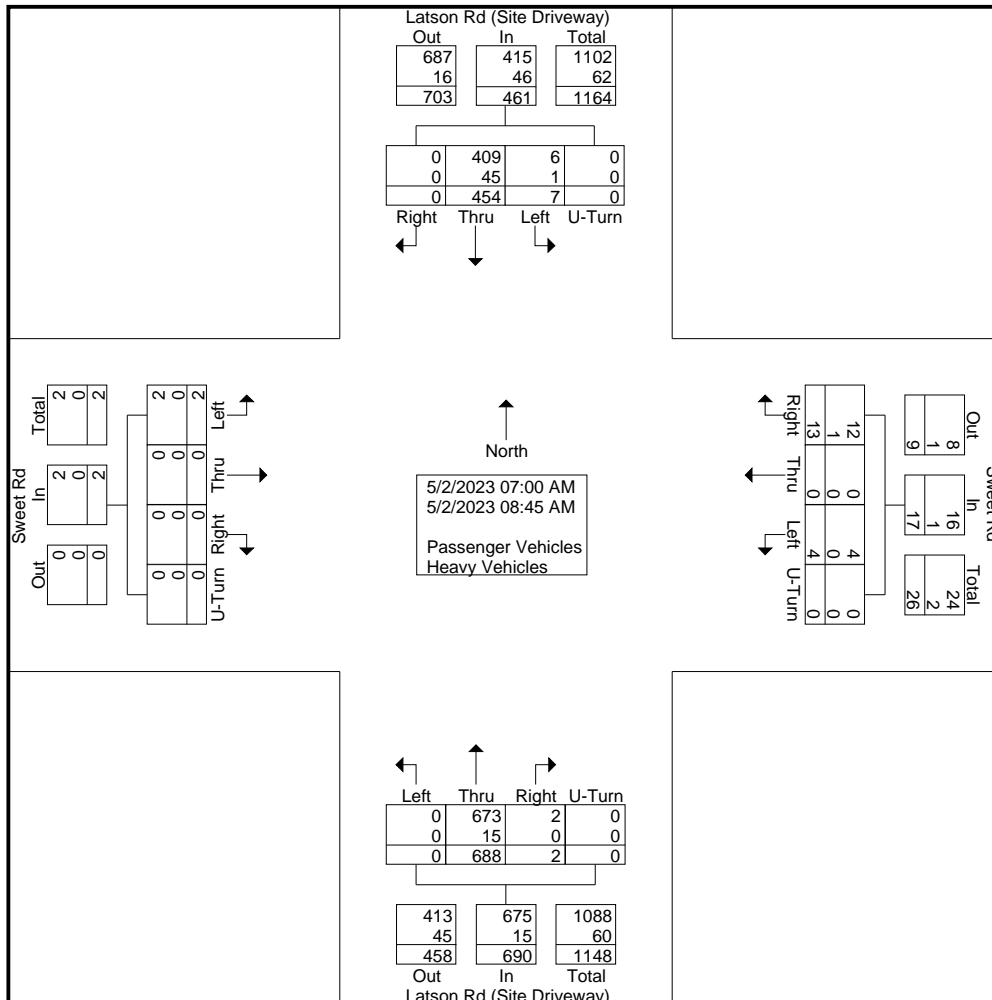 Latson Rd (Site Driveway)
Out In Total
687 415 1102
16 46 62
703 461 1164
0 409 6 0
0 45 1 0
0 454 7 0
Right Thru Left U-Turn
Sweet Rd
Total In Out
2 2 0
0 0 0
2 2 0
Left Thru Right U-Turn
2 0 0 0
0 0 0 0
2 0 0 0
North
5/2/2023 07:00 AM
5/2/2023 08:45 AM
Passenger Vehicles
Heavy Vehicles
Right Thru Left U-Turn
12 0 4 0
1 0 0 0
13 0 4 0
Out In Total
8 16 24
1 1 2
9 17 26
Sweet Rd
Left Thru Right U-Turn
0 673 2 0
0 15 0 0
0 688 2 0
413 675 1088
45 15 60
458 690 1148
Out In Total
Latson Rd (Site Driveway)